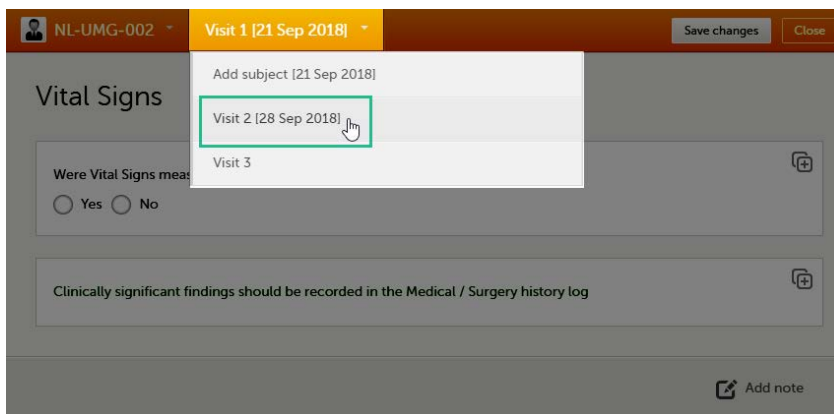 NL-UMG-002
Visit 1 [21 Sep 2018]
Save changes
Close
Add subject [21 Sep 2018]
Vital Signs
Visit 2 [28 Sep 2018]
Visit 3
Were Vital Signs
Yes
No
Clinically significant findings should be recorded in the Medical / Surgery history log
Add note